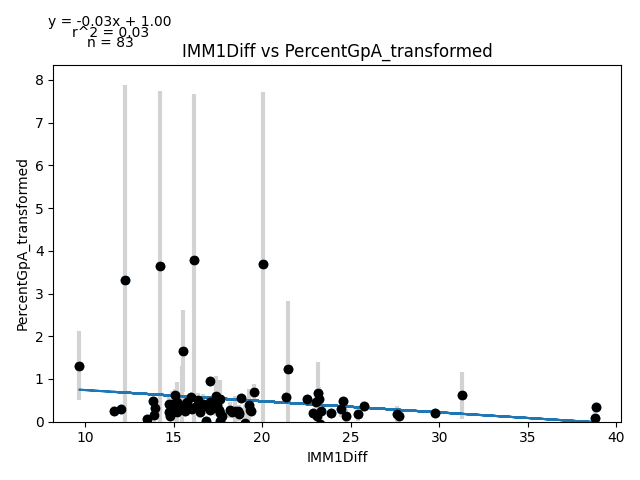 y = -0.03x + 1.00
r^2 = 0.03
n = 83
IMM1Diff vs PercentGpA_transformed
PercentGpA_transformed
8
7
6
5
4
3
2
1
0
10 15 20 25 30 35 40
IMM1Diff